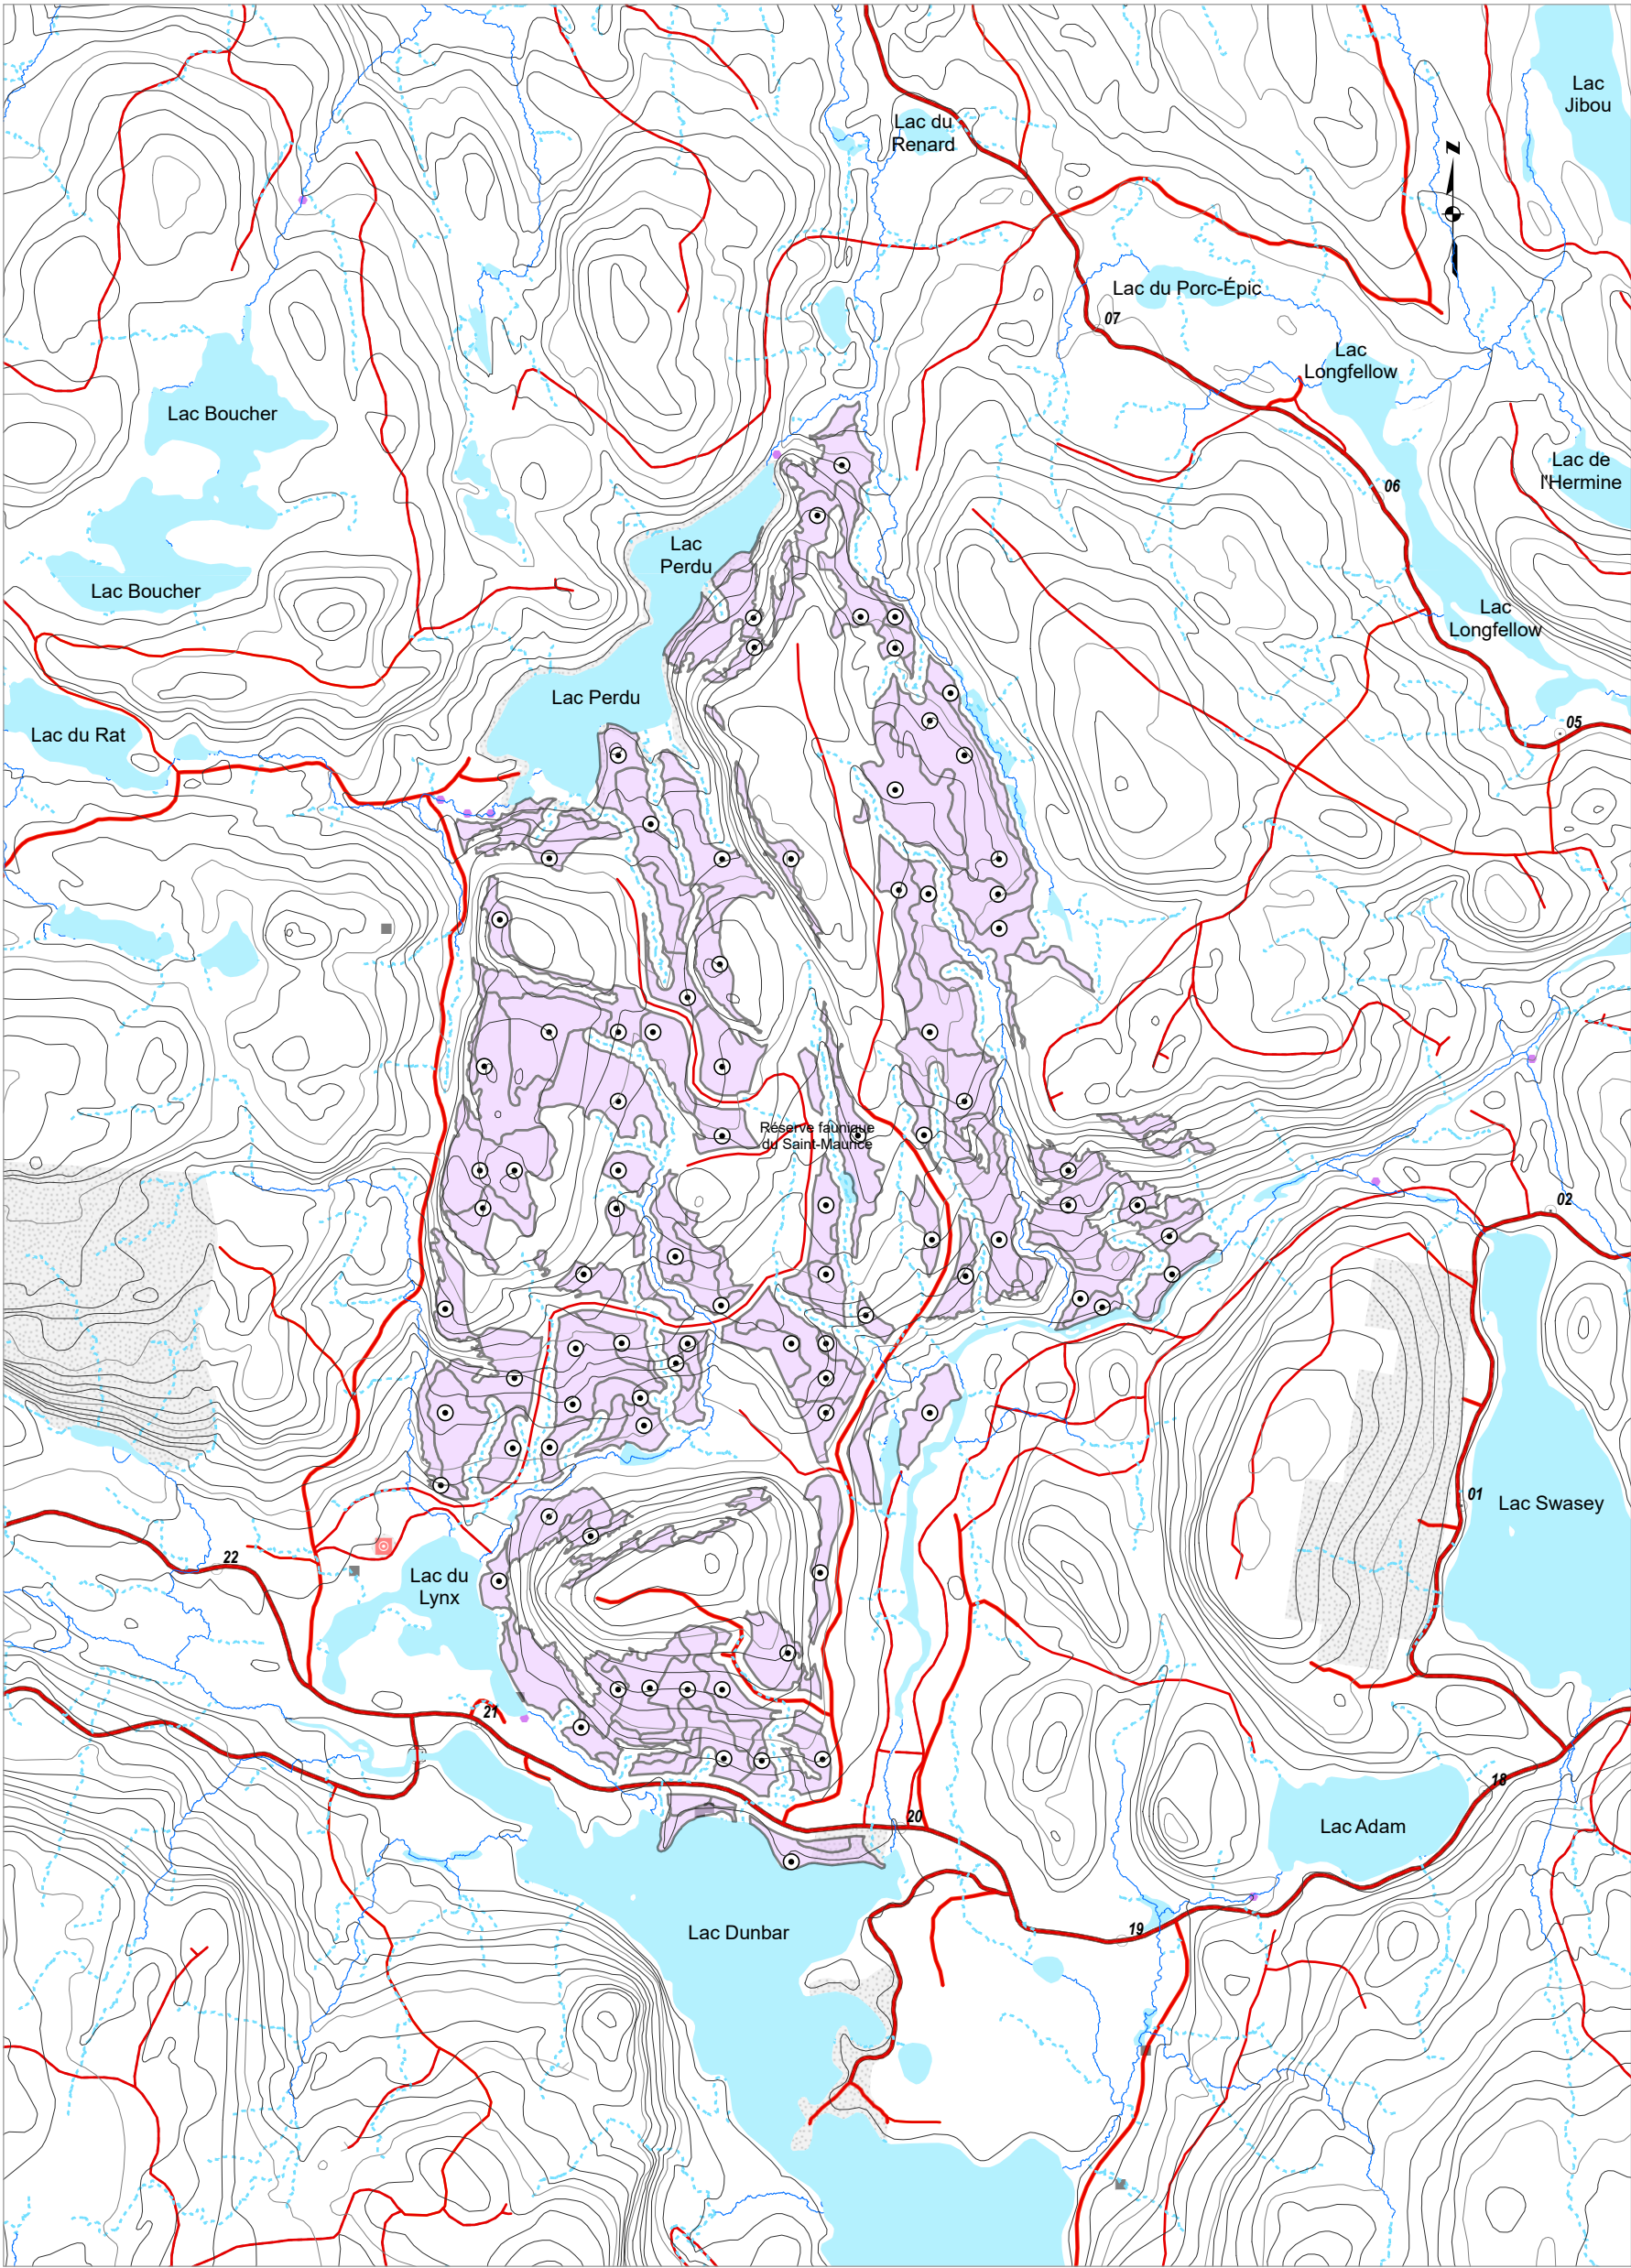 Lac
Jibou
Lac du
Renard
N
Lac du Porc-Épic
07
Lac
Longfellow
Lac Boucher
Lac de
l'Hermine
06
Lac
Perdu
Lac Boucher
Lac
Longfellow
Lac Perdu
05
Lac du Rat
Réserve faunique
du Saint-Maurice
02
01
Lac Swasey
22
Lac du
Lynx
21
18
20
Lac Adam
19
Lac Dunbar